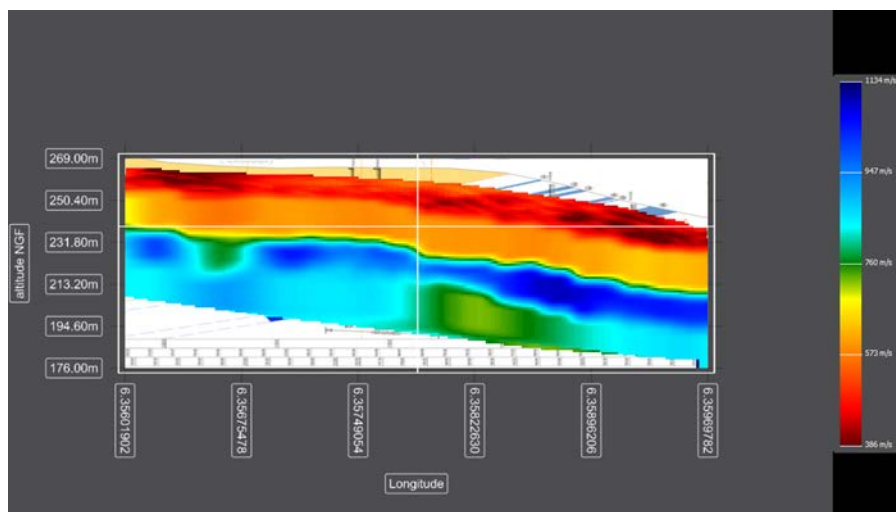 1134 m/s
269.00m
947 m/s
250.40m
altitude NGF
231.80m
760 m/s
213.20m
194.60m
573 m/s
176.00m
386 m/s
6.35601902
6.35675478
6.35749054
6.35822630
6.35896206
6.35969782
Longitude